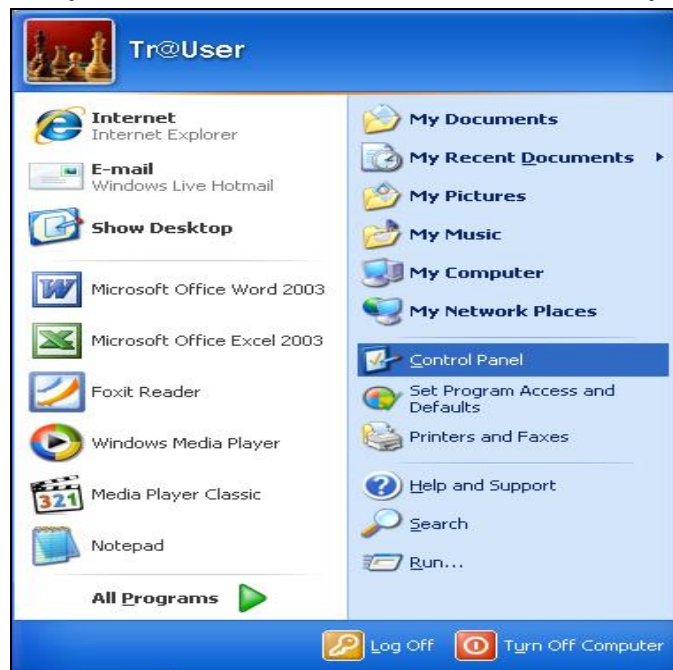 Tr@User
Internet
Internet Explorer
E-mail
Windows Live Hotmail
Show Desktop
Microsoft Office Word 2003
Microsoft Office Excel 2003
Foxit Reader
Windows Media Player
321
Media Player Classic
Notepad
All Programs
My Documents
My Recent Documents
My Pictures
My Music
My Computer
My Network Places
Control Panel
Set Program Access and
Defaults
Printers and Faxes
Help and Support
Search
Run...
Log Off
Turn Off Computer